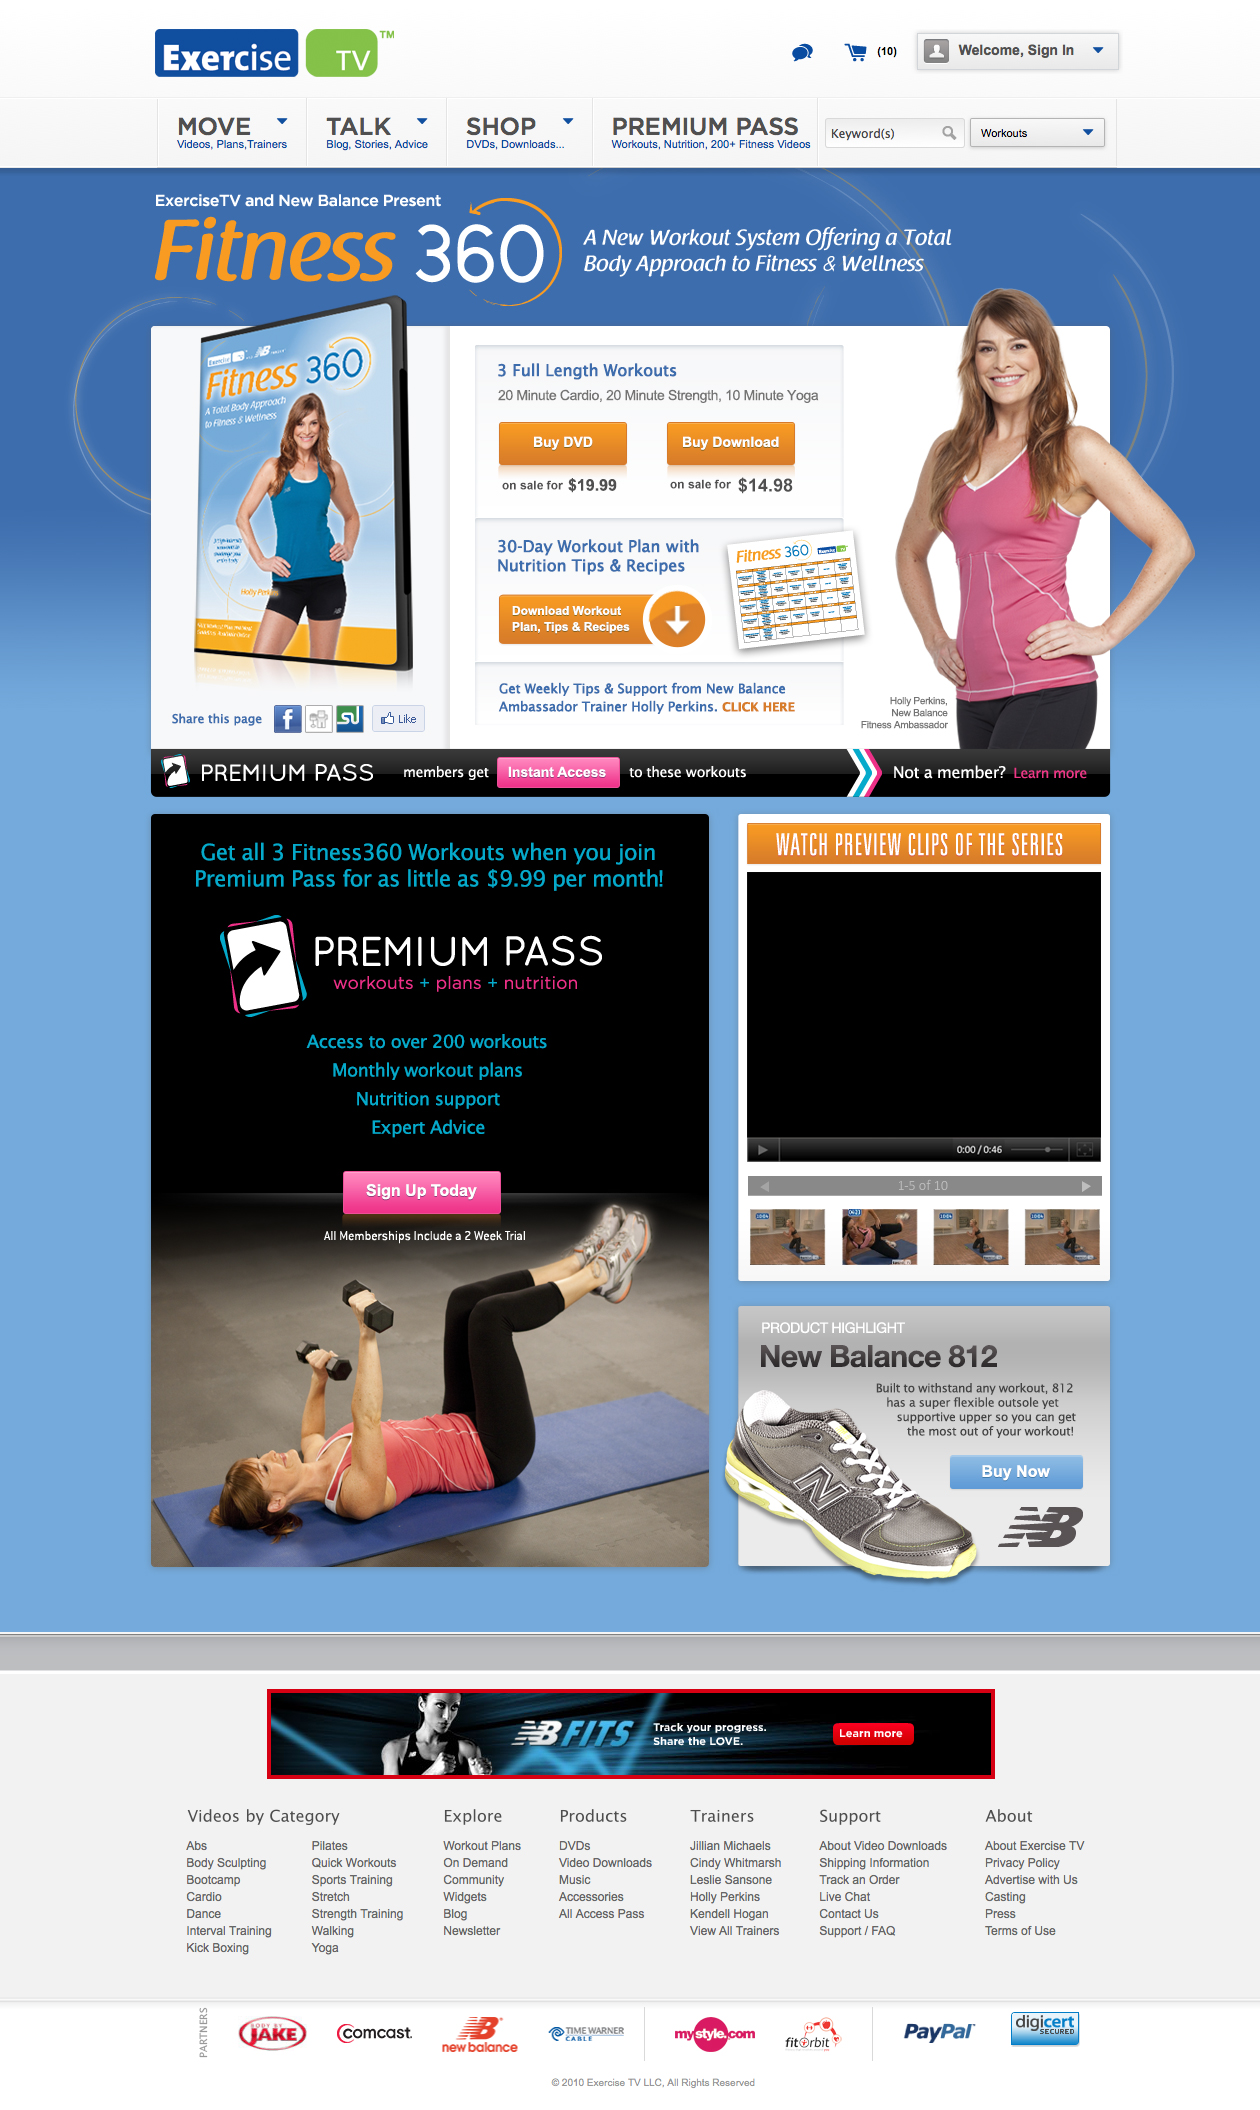 Exercise TV™
(10)
Welcome, Sign In
MOVE
Videos, Plans,Trainers
TALK
Blog, Stories, Advice
SHOP
DVDs, Downloads...
PREMIUM PASS
Workouts, Nutrition, 200+ Fitness Videos
Keyword(s)
Workouts
ExerciseTV and New Balance Present
Fitness 360
A New Workout System Offering a Total
Body Approach to Fitness & Wellness
Exercise TV
Fitness 360
A Total Body Approach
to Fitness & Wellness
Holly Perkins
3 Full Length Workouts
20 Minute Cardio, 20 Minute Strength, 10 Minute Yoga
Buy DVD
on sale for $19.99
Buy Download
on sale for $14.98
30-Day Workout Plan with
Nutrition Tips & Recipes
Download Workout
Plan, Tips & Recipes
Fitness 360
Exercise TV
Get Weekly Tips & Support from New Balance
Ambassador Trainer Holly Perkins. CLICK HERE
Holly Perkins,
New Balance
Fitness Ambassador
Share this page
Like
PREMIUM PASS members get Instant Access to these workouts
Not a member? Learn more
Get all 3 Fitness360 Workouts when you join
Premium Pass for as little as $9.99 per month!
PREMIUM PASS
workouts + plans + nutrition
Access to over 200 workouts
Monthly workout plans
Nutrition support
Expert Advice
Sign Up Today
All Memberships Include a 2 Week Trial
WATCH PREVIEW CLIPS OF THE SERIES
0:00 / 0:46
1-5 of 10
PRODUCT HIGHLIGHT
New Balance 812
Built to withstand any workout, 812
has a super flexible outsole yet
supportive upper so you can get
the most out of your workout!
Buy Now
NB
NB FITS
Track your progress.
Share the LOVE.
Learn more
Videos by Category
Abs
Body Sculpting
Bootcamp
Cardio
Dance
Interval Training
Kick Boxing
Pilates
Quick Workouts
Sports Training
Stretch
Strength Training
Walking
Yoga
Explore
Workout Plans
On Demand
Community
Widgets
Blog
Newsletter
Products
DVDs
Video Downloads
Music
Accessories
All Access Pass
Trainers
Jillian Michaels
Cindy Whitmarsh
Leslie Sansone
Holly Perkins
Kendell Hogan
View All Trainers
Support
About Video Downloads
Shipping Information
Track an Order
Live Chat
Contact Us
Support / FAQ
About
About Exercise TV
Privacy Policy
Advertise with Us
Casting
Press
Terms of Use
PARTNERS
BODY BY
JAKE
comcast.
new balance
TIME WARNER
CABLE
mystyle.com
fitOrbit
PayPal
digicert
SECURED
© 2010 Exercise TV LLC, All Rights Reserved